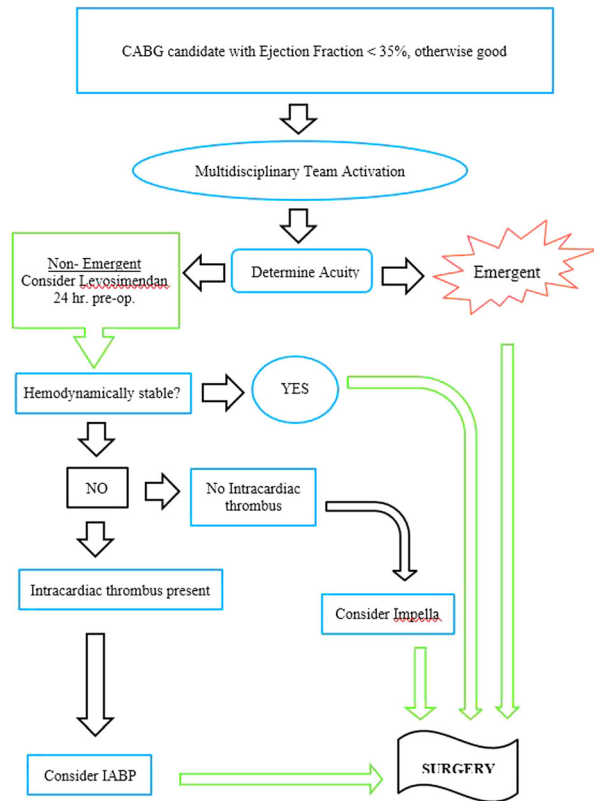 CABG candidate with Ejection Fraction < 35%, otherwise good
Multidisciplinary Team Activation
Non- Emergent
Consider Levosimendan
24 hr. pre-op.
Determine Acuity
Emergent
Hemodynamically stable?
YES
NO
No Intracardiac
thrombus
Intracardiac thrombus present
Consider Impella
Consider IABP
SURGERY